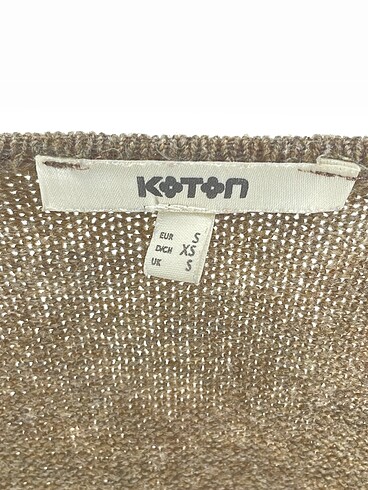 KOTON
EUR S
D/CH XS
UK S